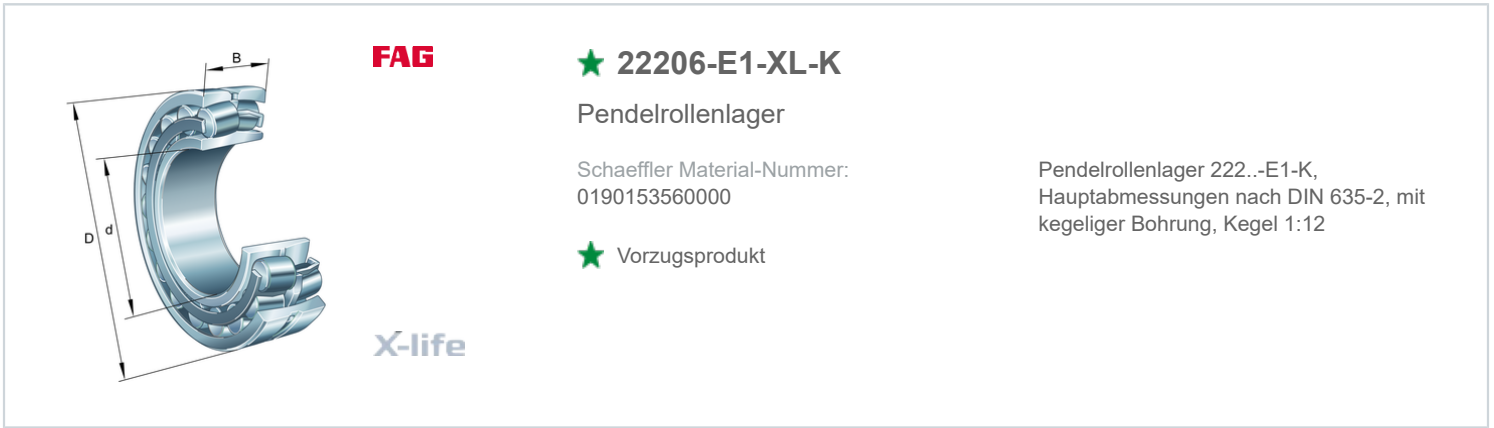 B
D
d
FAG
X-life
22206-E1-XL-K
Pendelrollenlager
Schaeffler Material-Nummer:
0190153560000
Vorzugsprodukt
Pendelrollenlager 222..-E1-K,
Hauptabmessungen nach DIN 635-2, mit
kegeliger Bohrung, Kegel 1:12